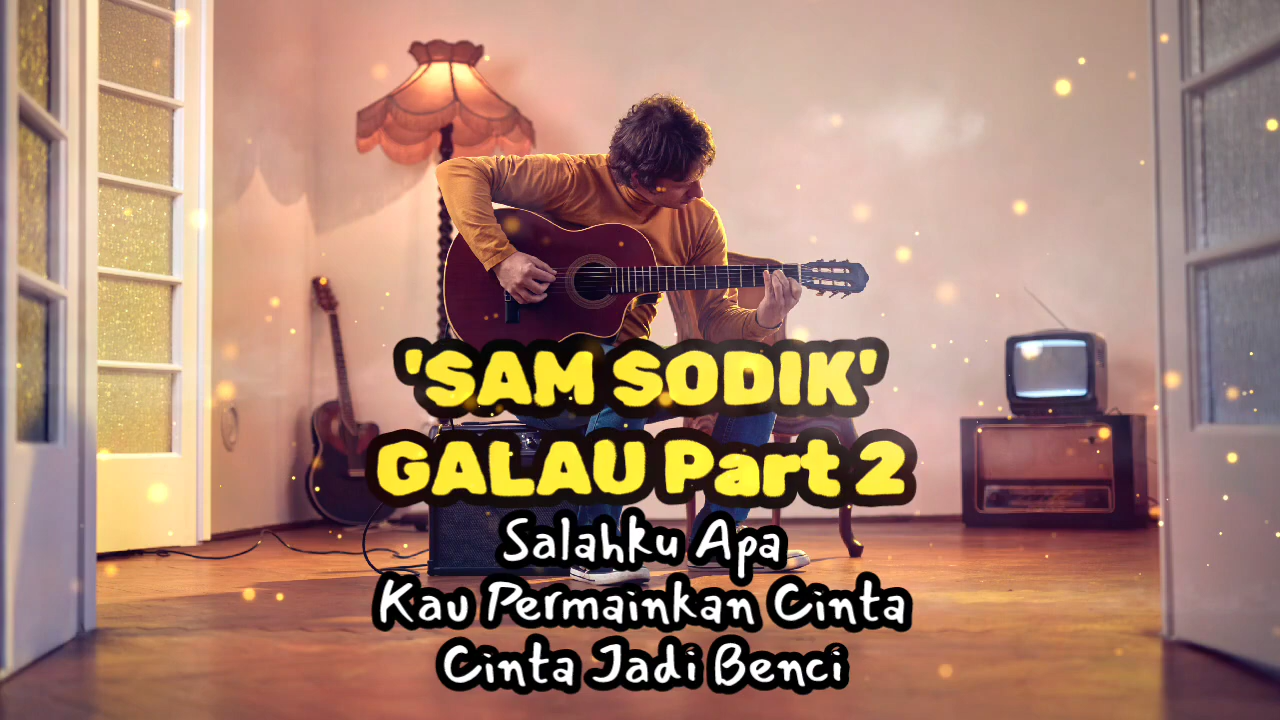 'SAM SODIK'
GALAU Part 2
Salahku Apa
Kau Permainkan Cinta
Cinta Jadi Benci